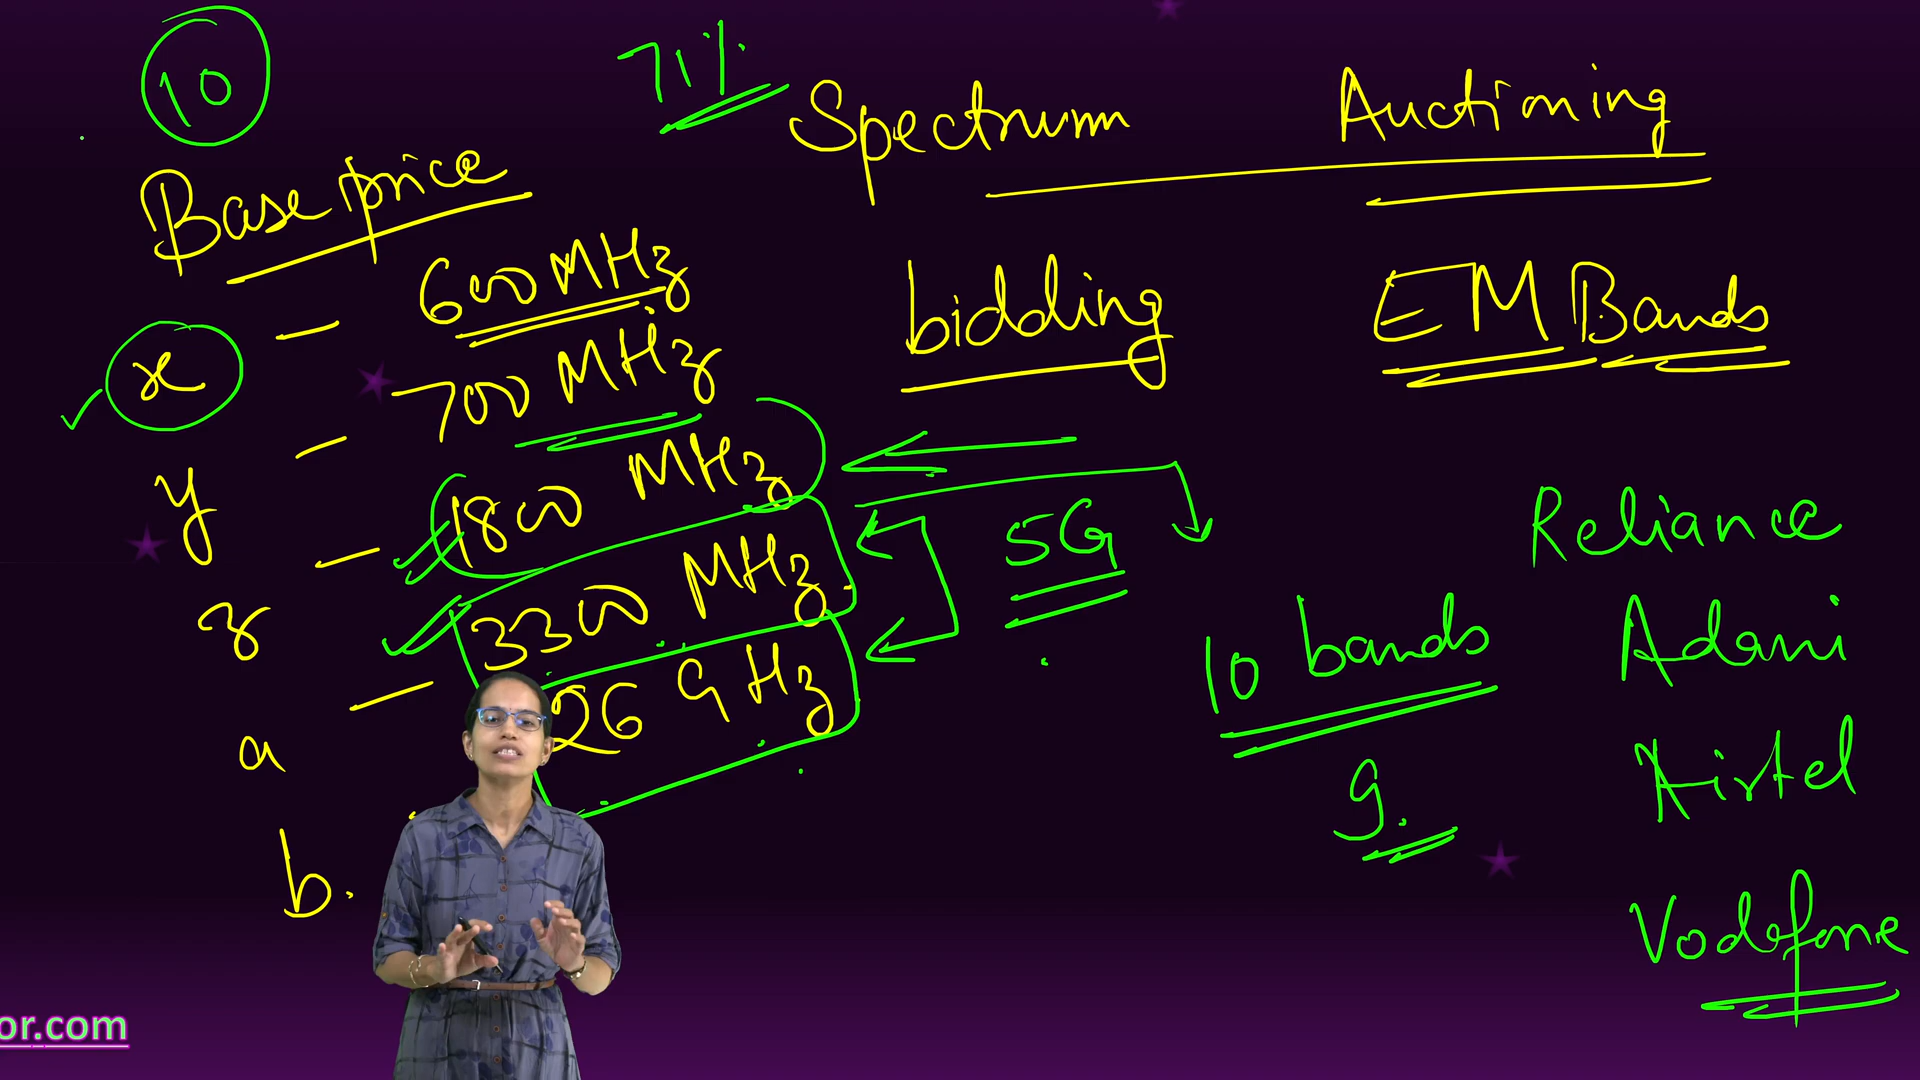 10
71%
Spectrum Auctioning
Base price
bidding
EM Bands
x - 600 MHz
y - 700 MHz
z - 1800 MHz
a - 3300 MHz
b. 26 GHz
5G
10 bands
9.
Reliance
Adani
Airtel
Vodafone
or.com